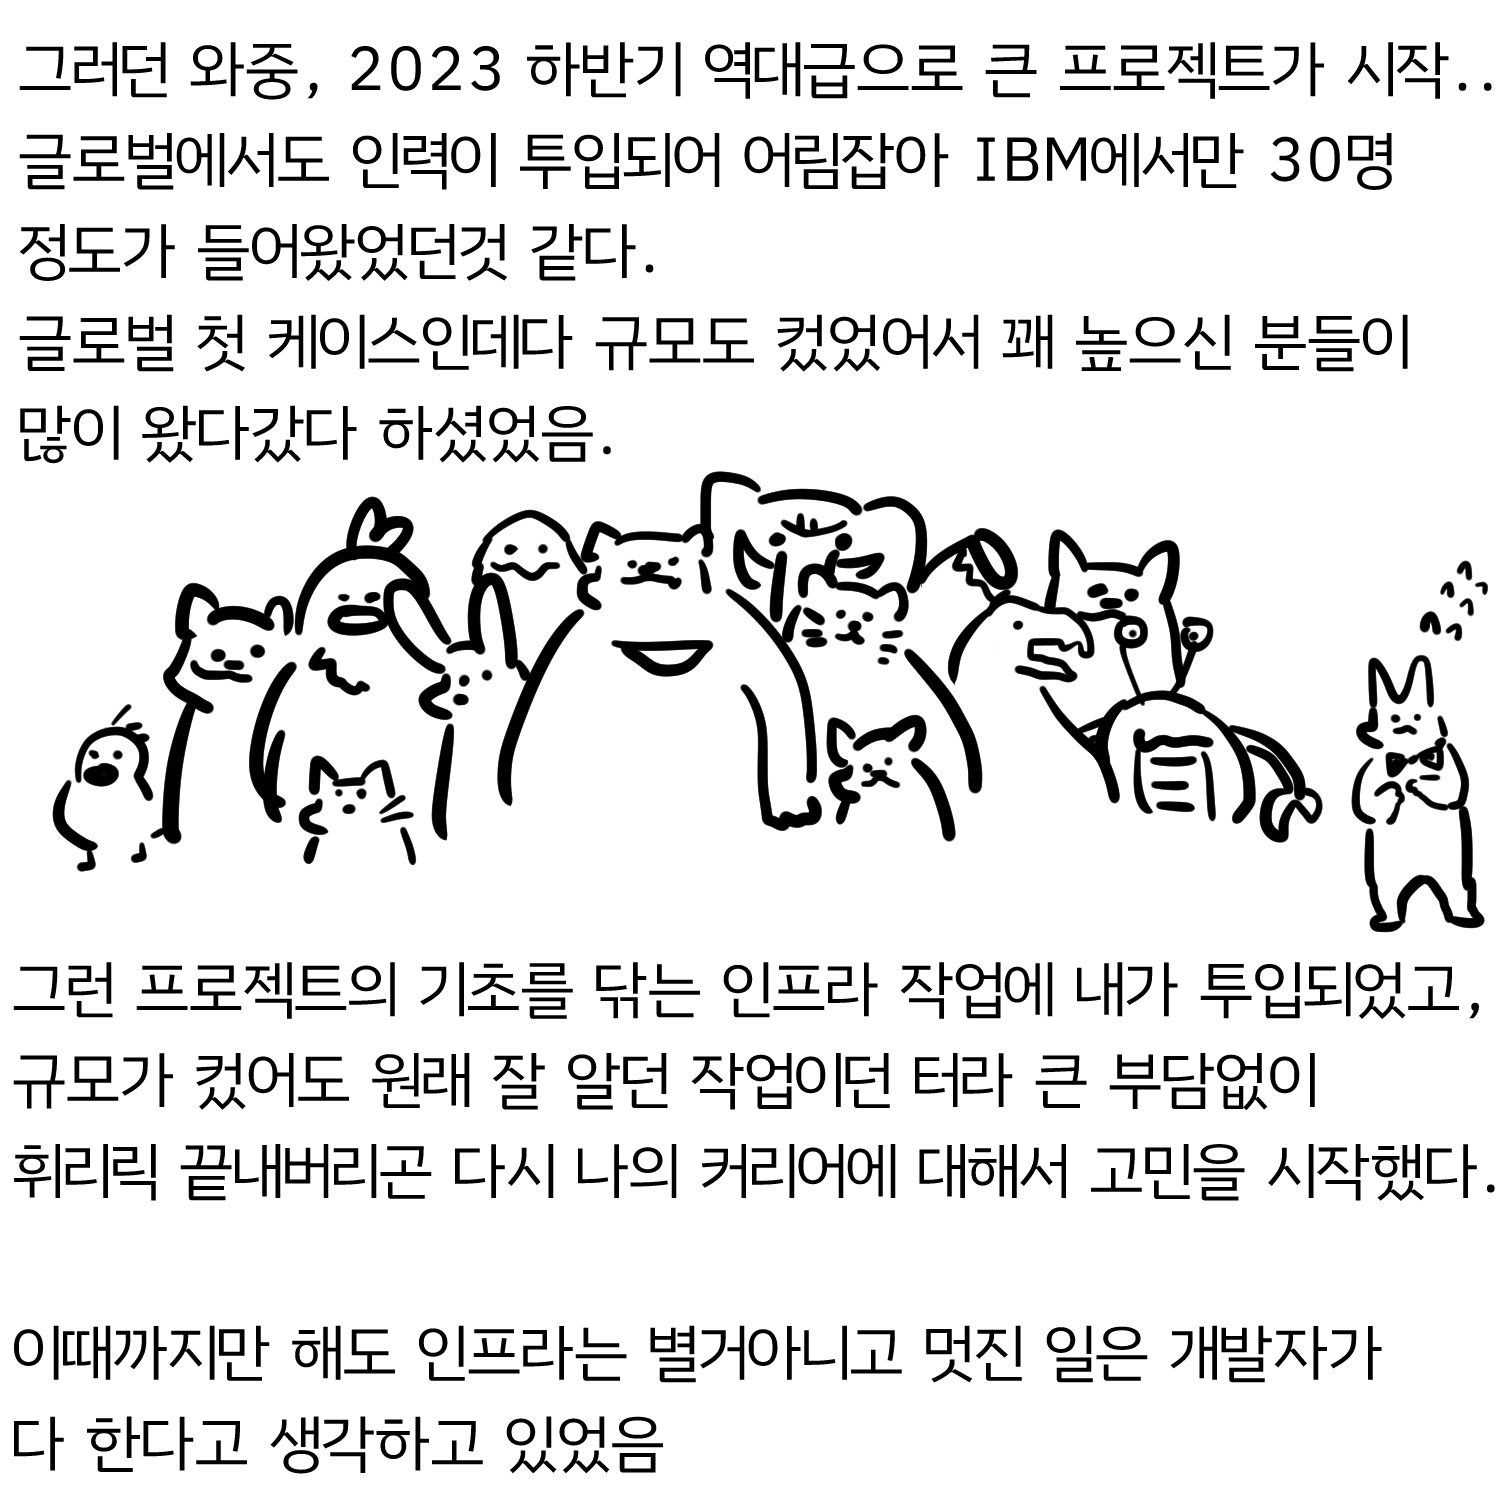 그러던 와중, 2023 하반기 역대급으로 큰 프로젝트가 시작..
글로벌에서도 인력이 투입되어 어림잡아 IBM에서만 30명
정도가 들어왔었던것 같다.
글로벌 첫 케이스인데다 규모도 컸었어서 꽤 높으신 분들이
많이 왔다갔다 하셨었음.
그런 프로젝트의 기초를 닦는 인프라 작업에 내가 투입되었고,
규모가 컸어도 원래 잘 알던 작업이던 터라 큰 부담없이
휘리릭 끝내버리곤 다시 나의 커리어에 대해서 고민을 시작했다.
이때까지만 해도 인프라는 별거아니고 멋진 일은 개발자가
다 한다고 생각하고 있었음